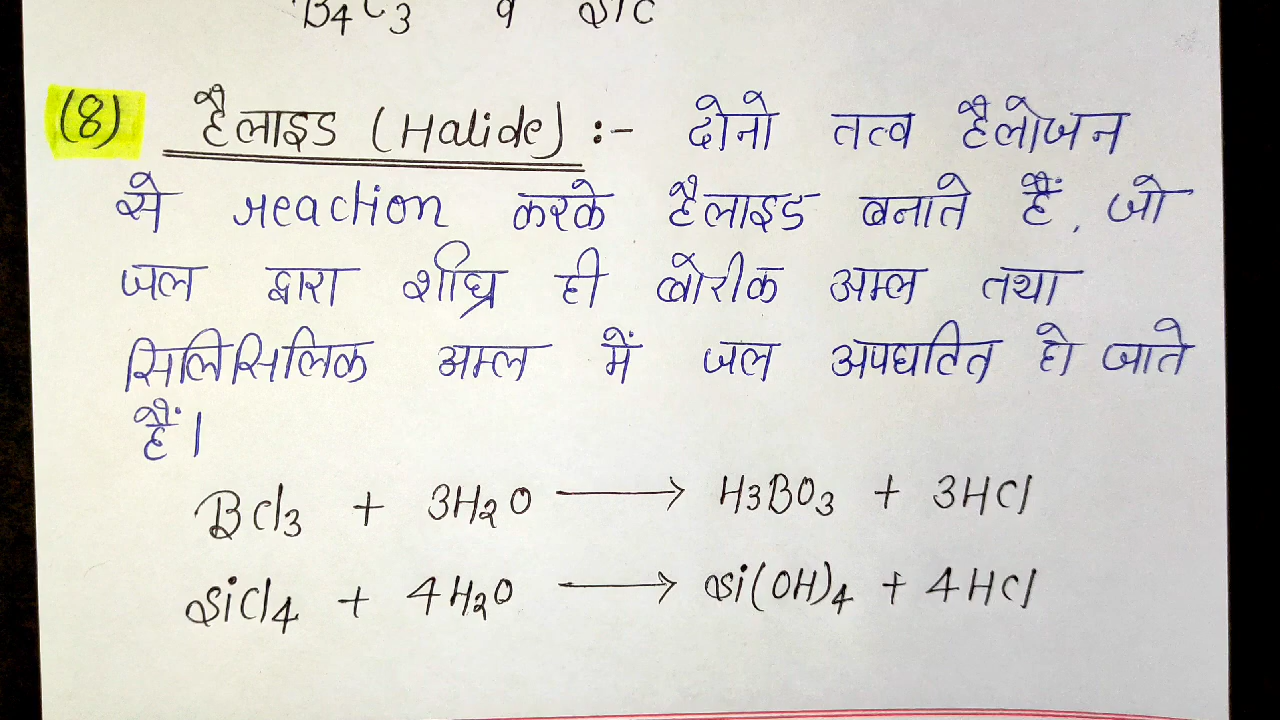 B4C3 व SiC
(8) हैलाइड (Halide) :- दोनो तत्व हैलोजन
से reaction करके हैलाइड बनाते हैं, जो
जल द्वारा शीघ्र ही बोरीक अम्ल तथा
सिलिसिलिक अम्ल में जल अपघटित हो जाते
हैं।
BCl3 + 3H2O ⟶ H3BO3 + 3HCl
SiCl4 + 4H2O ⟶ Si(OH)4 + 4HCl